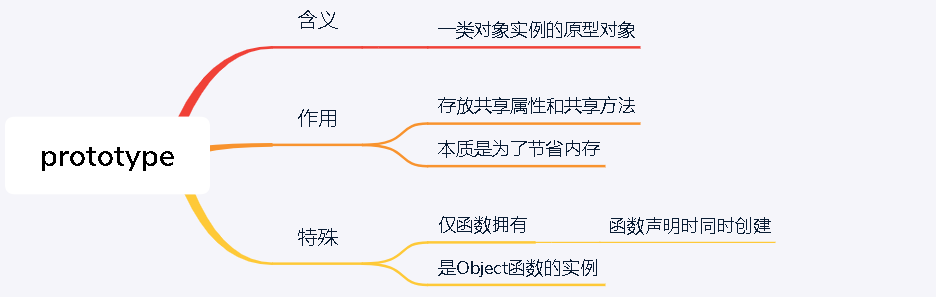 prototype
含义
一类对象实例的原型对象
作用
存放共享属性和共享方法
本质是为了节省内存
特殊
仅函数拥有
函数声明时同时创建
是Object函数的实例